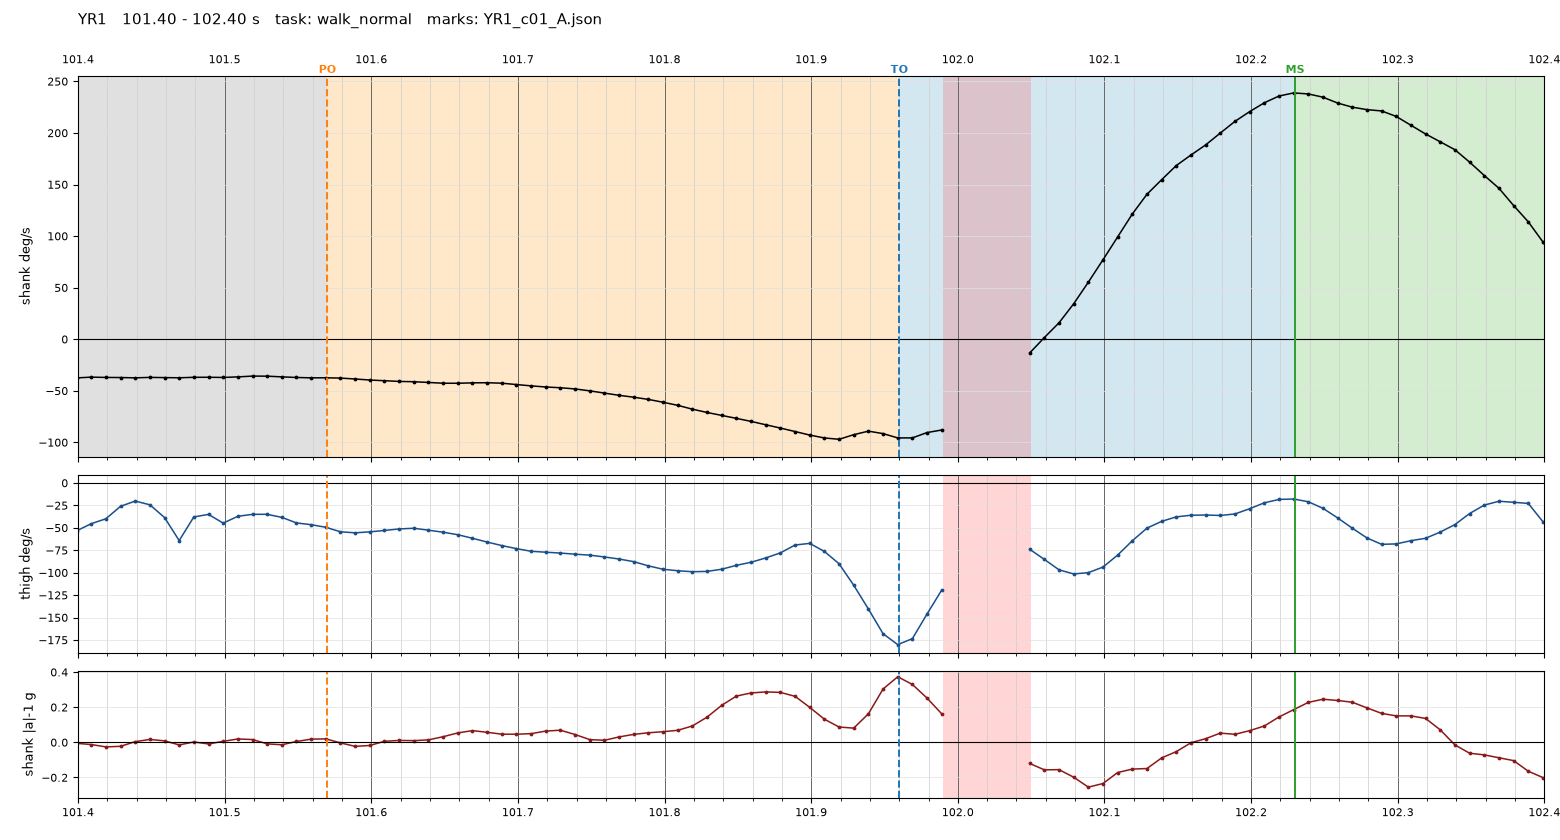 YR1   101.40 - 102.40 s   task: walk_normal   marks: YR1_c01_A.json
101.4 101.5 101.6 101.7 101.8 101.9 102.0 102.1 102.2 102.3 102.4
PO TO MS
250
200
150
100
50
0
−50
−100
shank deg/s
0
−25
−50
−75
−100
−125
−150
−175
thigh deg/s
0.4
0.2
0.0
−0.2
shank |a|-1 g
101.4 101.5 101.6 101.7 101.8 101.9 102.0 102.1 102.2 102.3 102.4